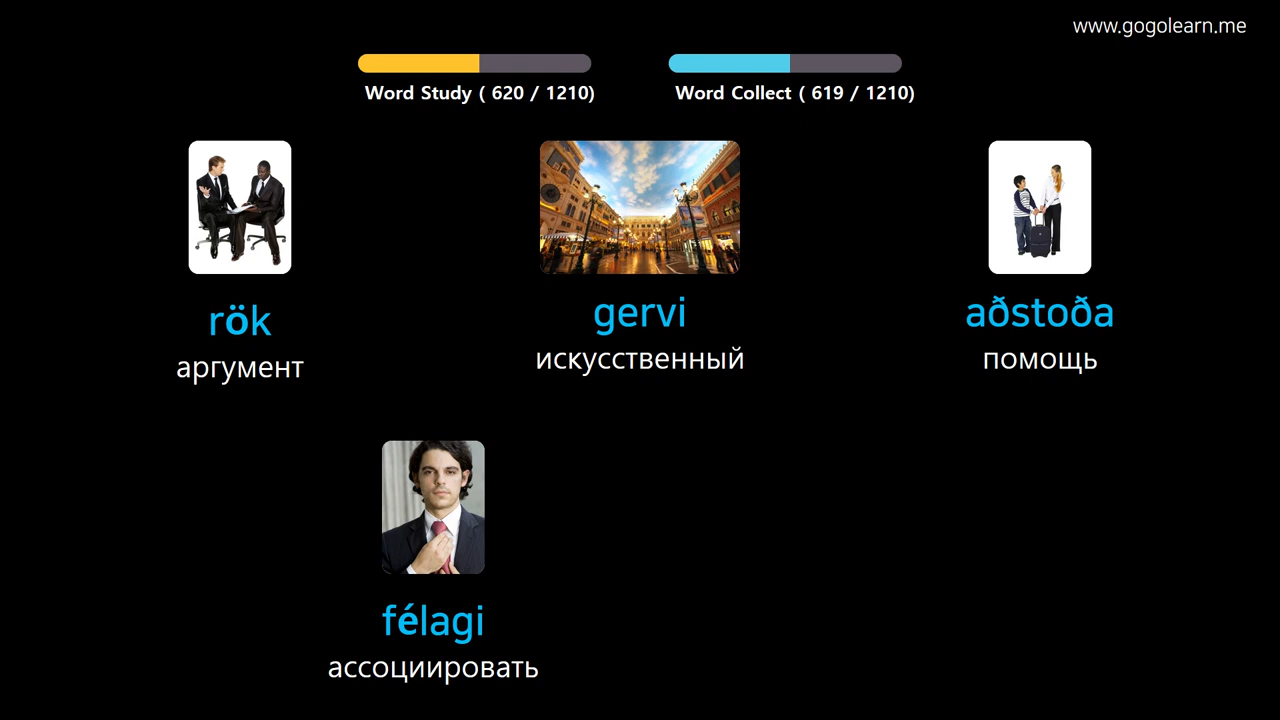 www.gogolearn.me
Word Study ( 620 / 1210)
Word Collect ( 619 / 1210)
rök
аргумент
gervi
искусственный
aðstoða
помощь
félagi
ассоциировать